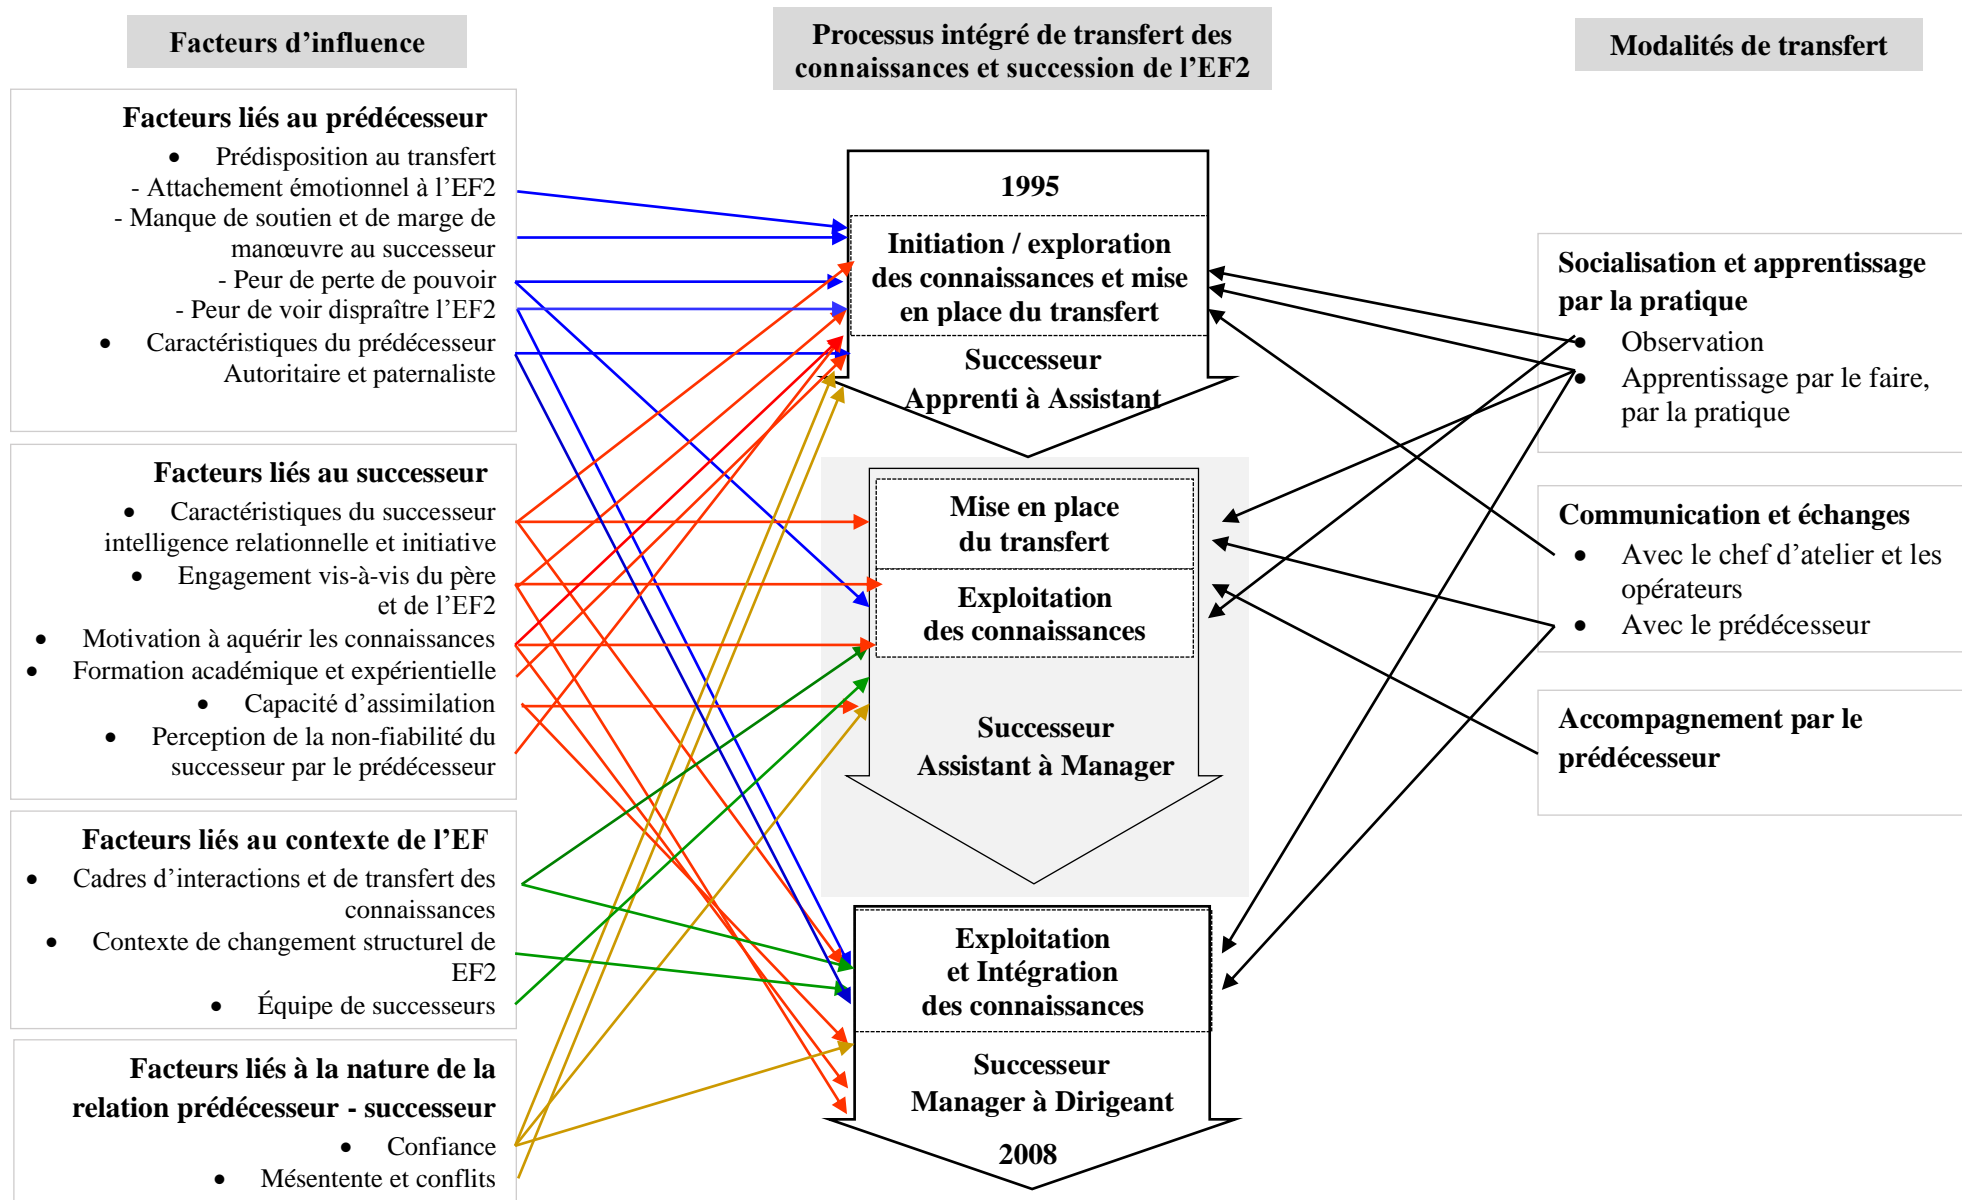 Facteurs d’influence
Processus intégré de transfert des
connaissances et succession de l’EF2
Modalités de transfert
Facteurs liés au prédécesseur
• Prédisposition au transfert
- Attachement émotionnel à l’EF2
- Manque de soutien et de marge de
manœuvre au successeur
- Peur de perte de pouvoir
- Peur de voir dispraître l’EF2
• Caractéristiques du prédécesseur
Autoritaire et paternaliste
Facteurs liés au successeur
• Caractéristiques du successeur
intelligence relationnelle et initiative
• Engagement vis-à-vis du père
et de l’EF2
• Motivation à aquérir les connaissances
• Formation académique et expérientielle
• Capacité d’assimilation
• Perception de la non-fiabilité du
successeur par le prédécesseur
Facteurs liés au contexte de l’EF
• Cadres d’interactions et de transfert des
connaissances
• Contexte de changement structurel de
EF2
• Équipe de successeurs
Facteurs liés à la nature de la
relation prédécesseur - successeur
• Confiance
• Mésentente et conflits
1995
Initiation / exploration
des connaissances et mise
en place du transfert
Successeur
Apprenti à Assistant
Mise en place
du transfert
Exploitation
des connaissances
Successeur
Assistant à Manager
Exploitation
et Intégration
des connaissances
Successeur
Manager à Dirigeant
2008
Socialisation et apprentissage
par la pratique
• Observation
• Apprentissage par le faire,
par la pratique
Communication et échanges
• Avec le chef d’atelier et les
opérateurs
• Avec le prédécesseur
Accompagnement par le
prédécesseur